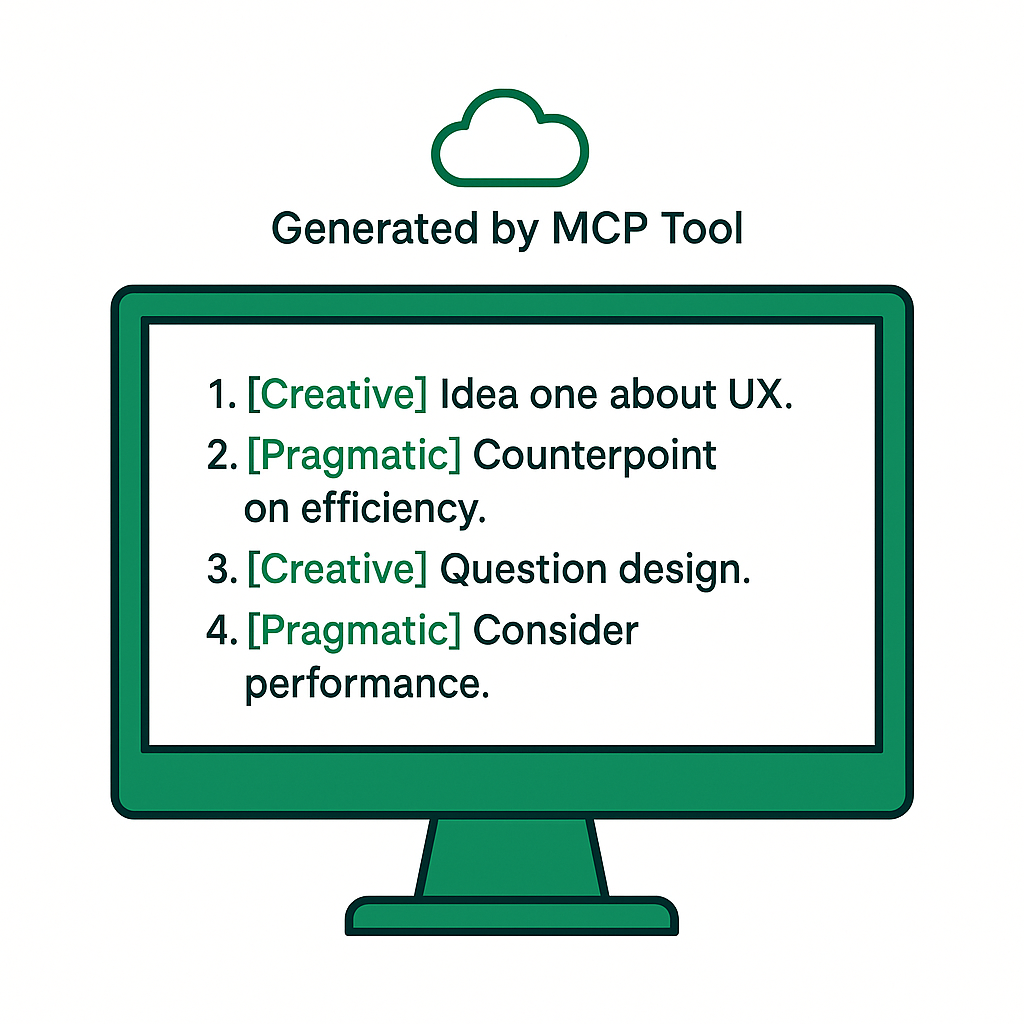 Generated by MCP Tool
1. [Creative] Idea one about UX.
2. [Pragmatic] Counterpoint
on efficiency.
3. [Creative] Question design.
4. [Pragmatic] Consider
performance.